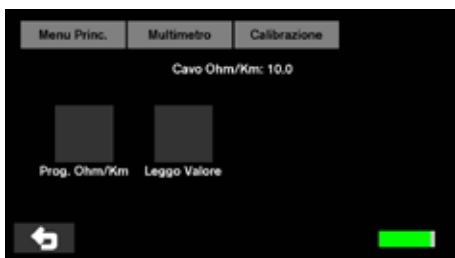 Menu Princ. Multimetro Calibrazione
Cavo Ohm/Km: 10.0
Prog. Ohm/Km Leggo Valore